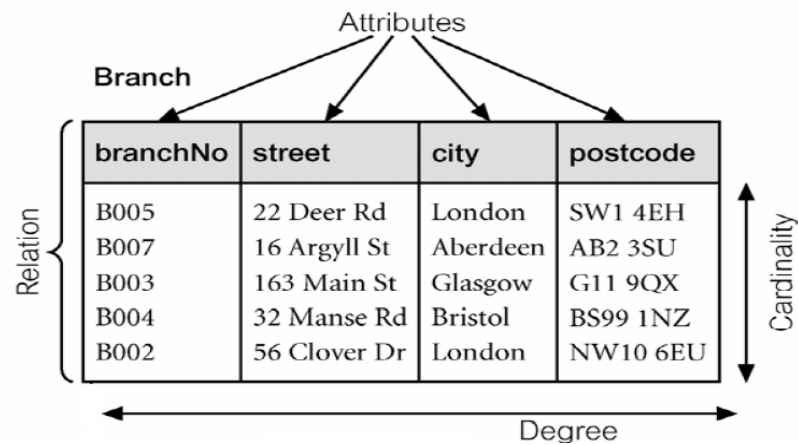 Attributes
Branch
branchNo street city postcode
B005 22 Deer Rd London SW1 4EH
B007 16 Argyll St Aberdeen AB2 3SU
B003 163 Main St Glasgow G11 9QX
B004 32 Manse Rd Bristol BS99 1NZ
B002 56 Clover Dr London NW10 6EU
Relation
Cardinality
Degree